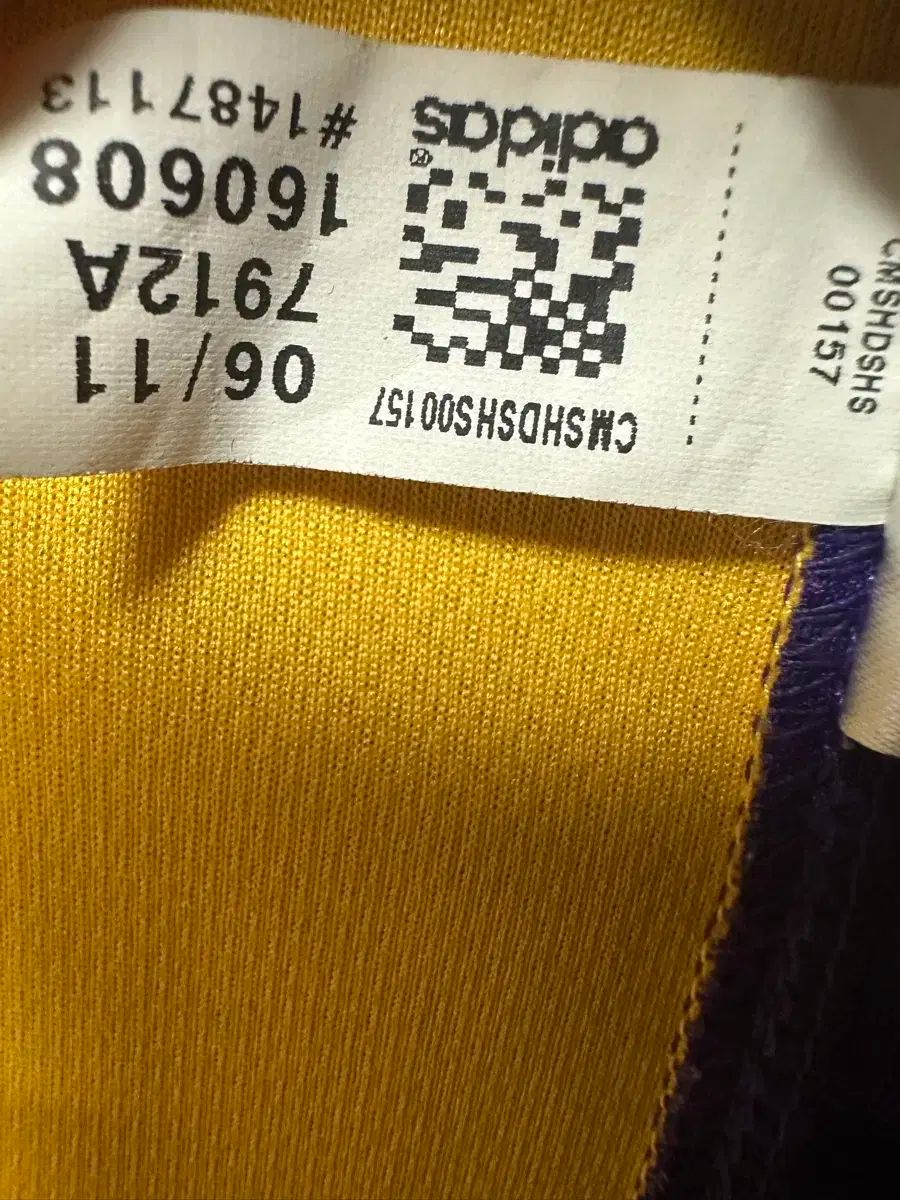 CMSHDSHS00157
06/11
7912A
160608
#1487113
adidas®
CMSHDSHS
00157